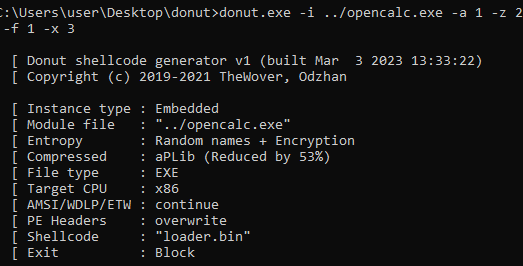 C:\Users\user\Desktop\donut>donut.exe -i ../opencalc.exe -a 1 -z 2
-f 1 -x 3
[ Donut shellcode generator v1 (built Mar  3 2023 13:33:22)
[ Copyright (c) 2019-2021 TheWover, Odzhan
[ Instance type : Embedded
[ Module file   : "../opencalc.exe"
[ Entropy       : Random names + Encryption
[ Compressed    : aPLib (Reduced by 53%)
[ File type     : EXE
[ Target CPU    : x86
[ AMSI/WDLP/ETW : continue
[ PE Headers    : overwrite
[ Shellcode     : "loader.bin"
[ Exit          : Block